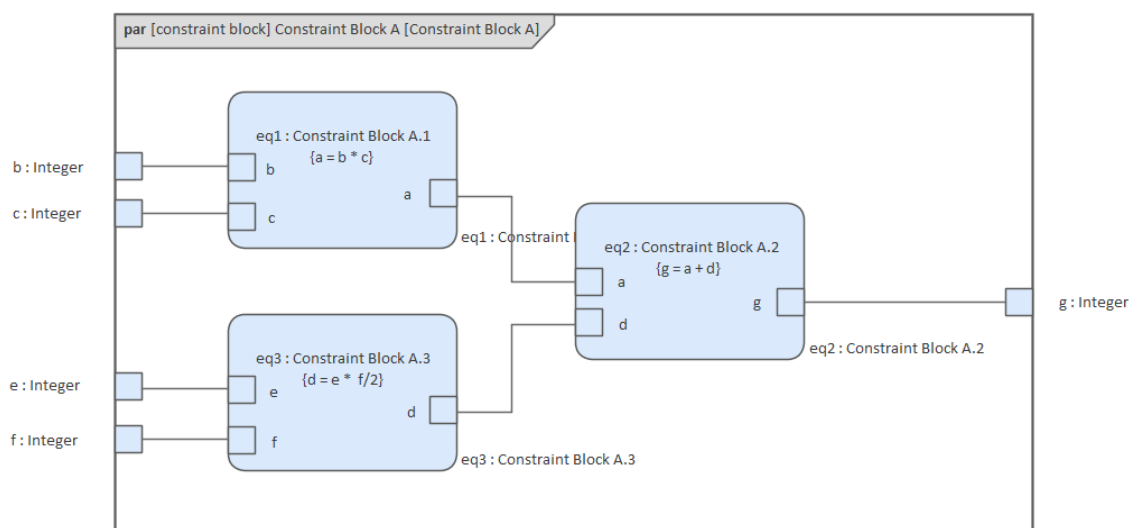 par [constraint block] Constraint Block A [Constraint Block A]
eq1 : Constraint Block A.1
{a = b * c}
b : Integer
b
a
c : Integer
c
eq1 : Constraint
eq2 : Constraint Block A.2
{g = a + d}
a
g
g : Integer
d
eq2 : Constraint Block A.2
eq3 : Constraint Block A.3
{d = e * f/2}
e : Integer
e
d
f : Integer
f
eq3 : Constraint Block A.3